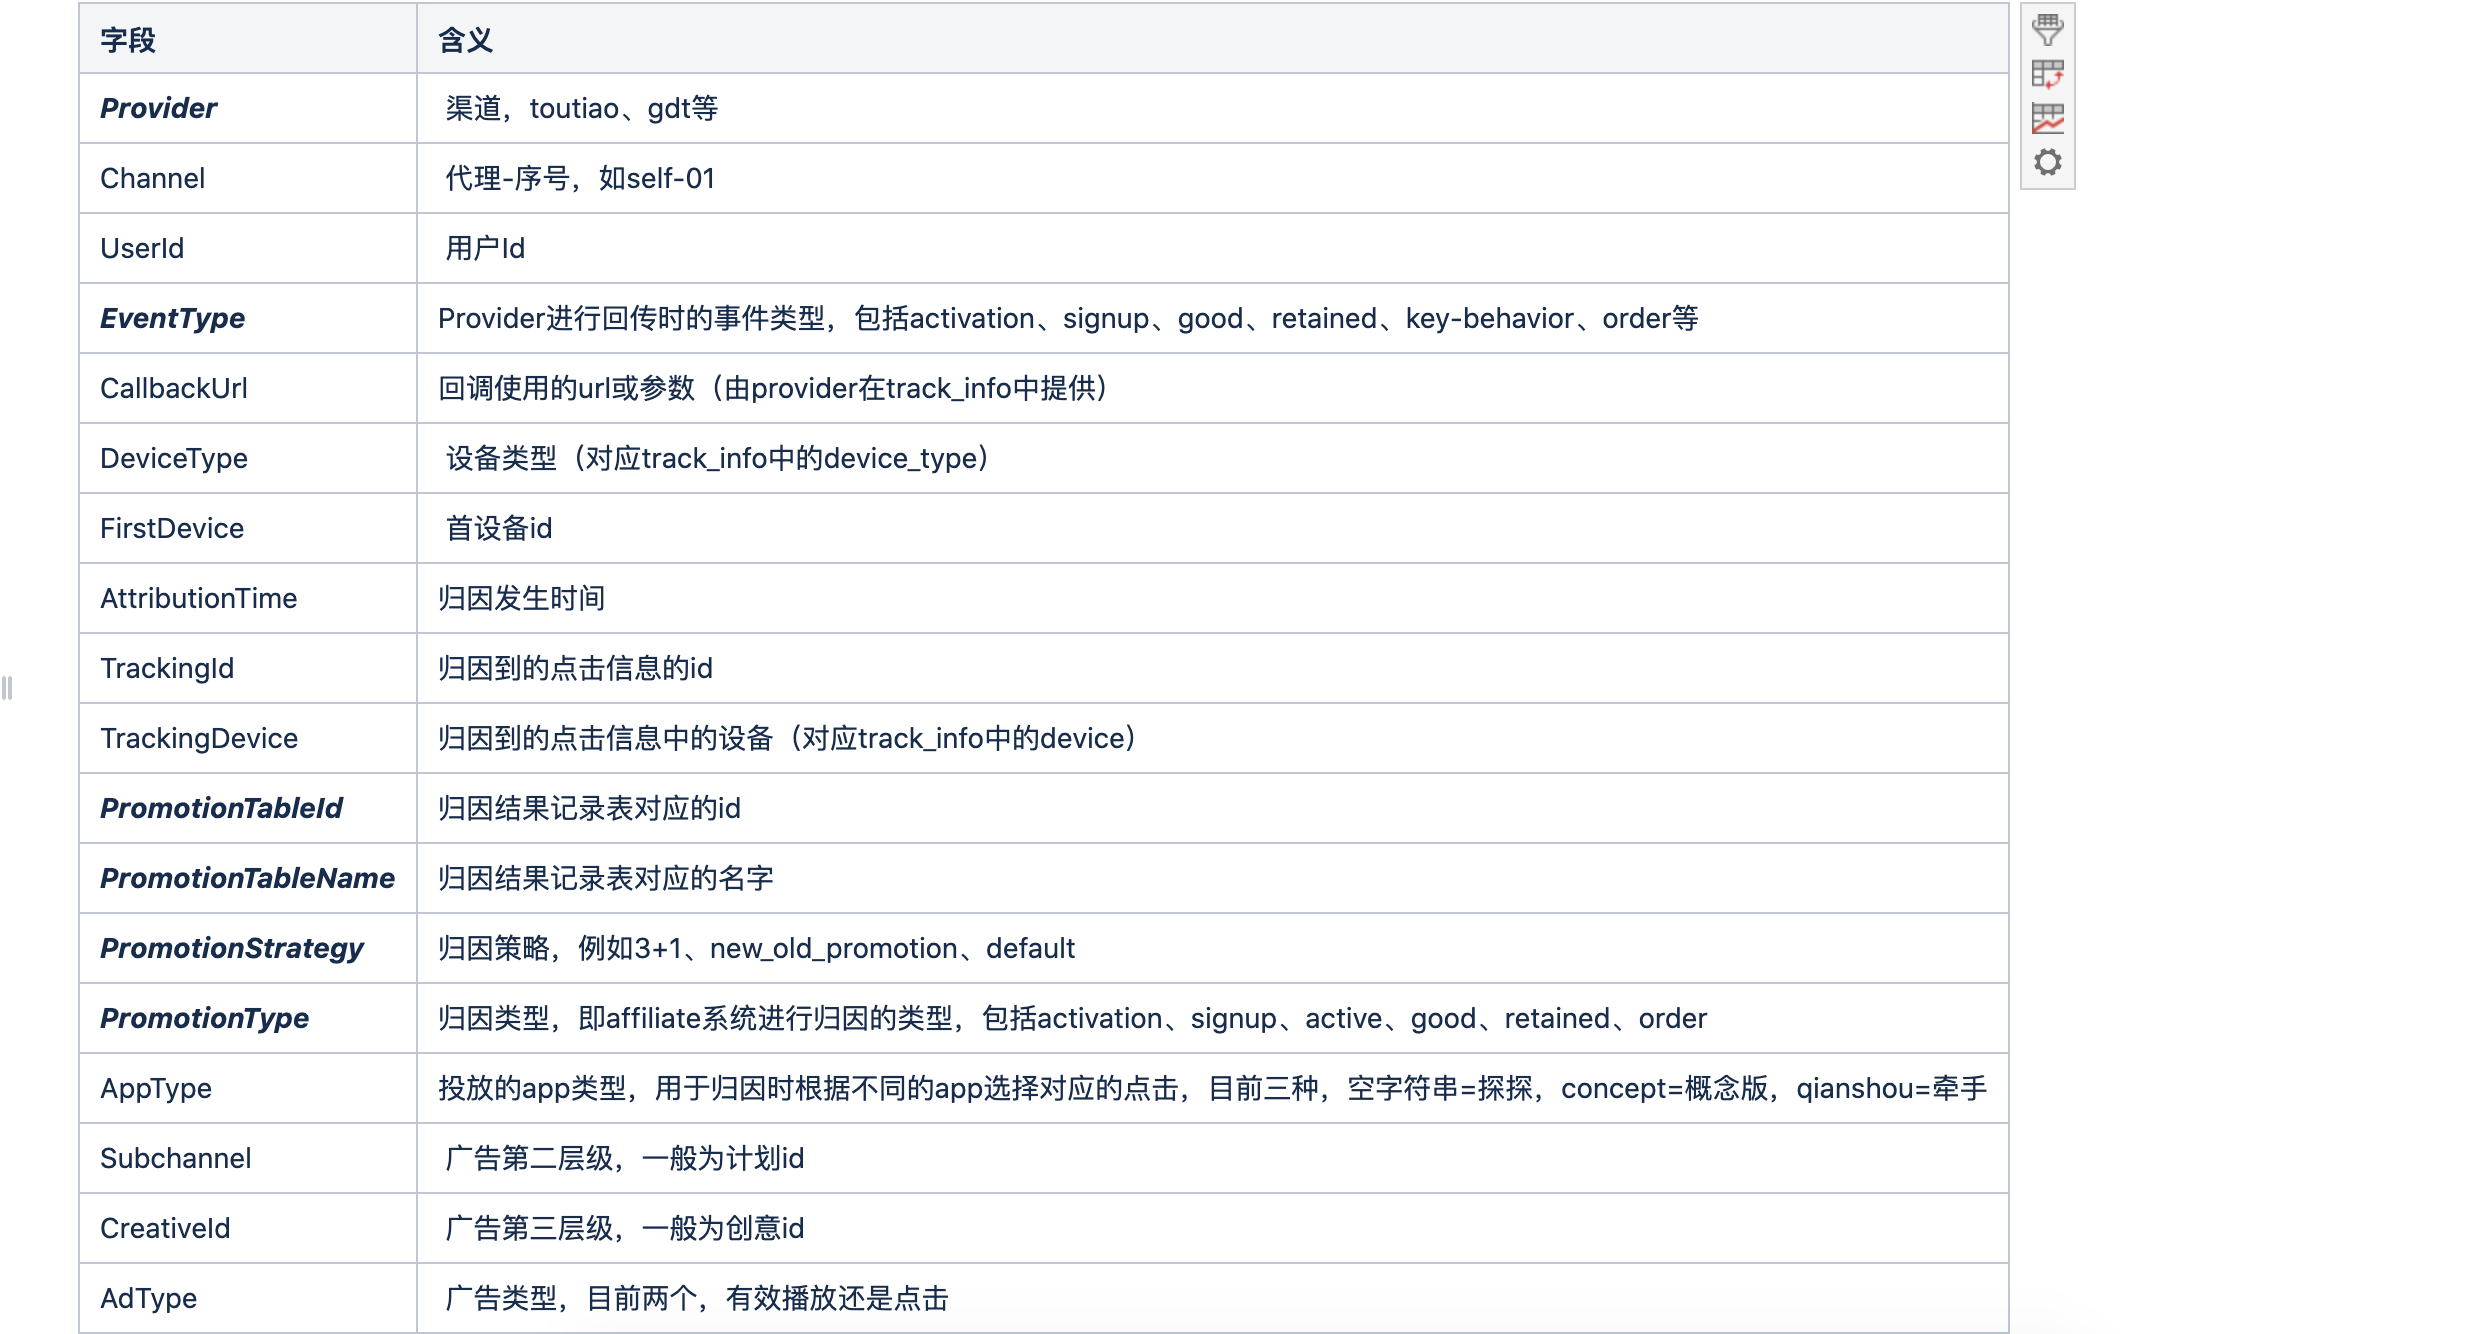 字段 含义
Provider 渠道，toutiao、gdt等
Channel 代理-序号，如self-01
UserId 用户Id
EventType Provider进行回传时的事件类型，包括activation、signup、good、retained、key-behavior、order等
CallbackUrl 回调使用的url或参数（由provider在track_info中提供）
DeviceType 设备类型（对应track_info中的device_type）
FirstDevice 首设备id
AttributionTime 归因发生时间
TrackingId 归因到的点击信息的id
TrackingDevice 归因到的点击信息中的设备（对应track_info中的device）
PromotionTableId 归因结果记录表对应的id
PromotionTableName 归因结果记录表对应的名字
PromotionStrategy 归因策略，例如3+1、new_old_promotion、default
PromotionType 归因类型，即affiliate系统进行归因的类型，包括activation、signup、active、good、retained、order
AppType 投放的app类型，用于归因时根据不同的app选择对应的点击，目前三种，空字符串=探探，concept=概念版，qianshou=牵手
Subchannel 广告第二层级，一般为计划id
CreativeId 广告第三层级，一般为创意id
AdType 广告类型，目前两个，有效播放还是点击